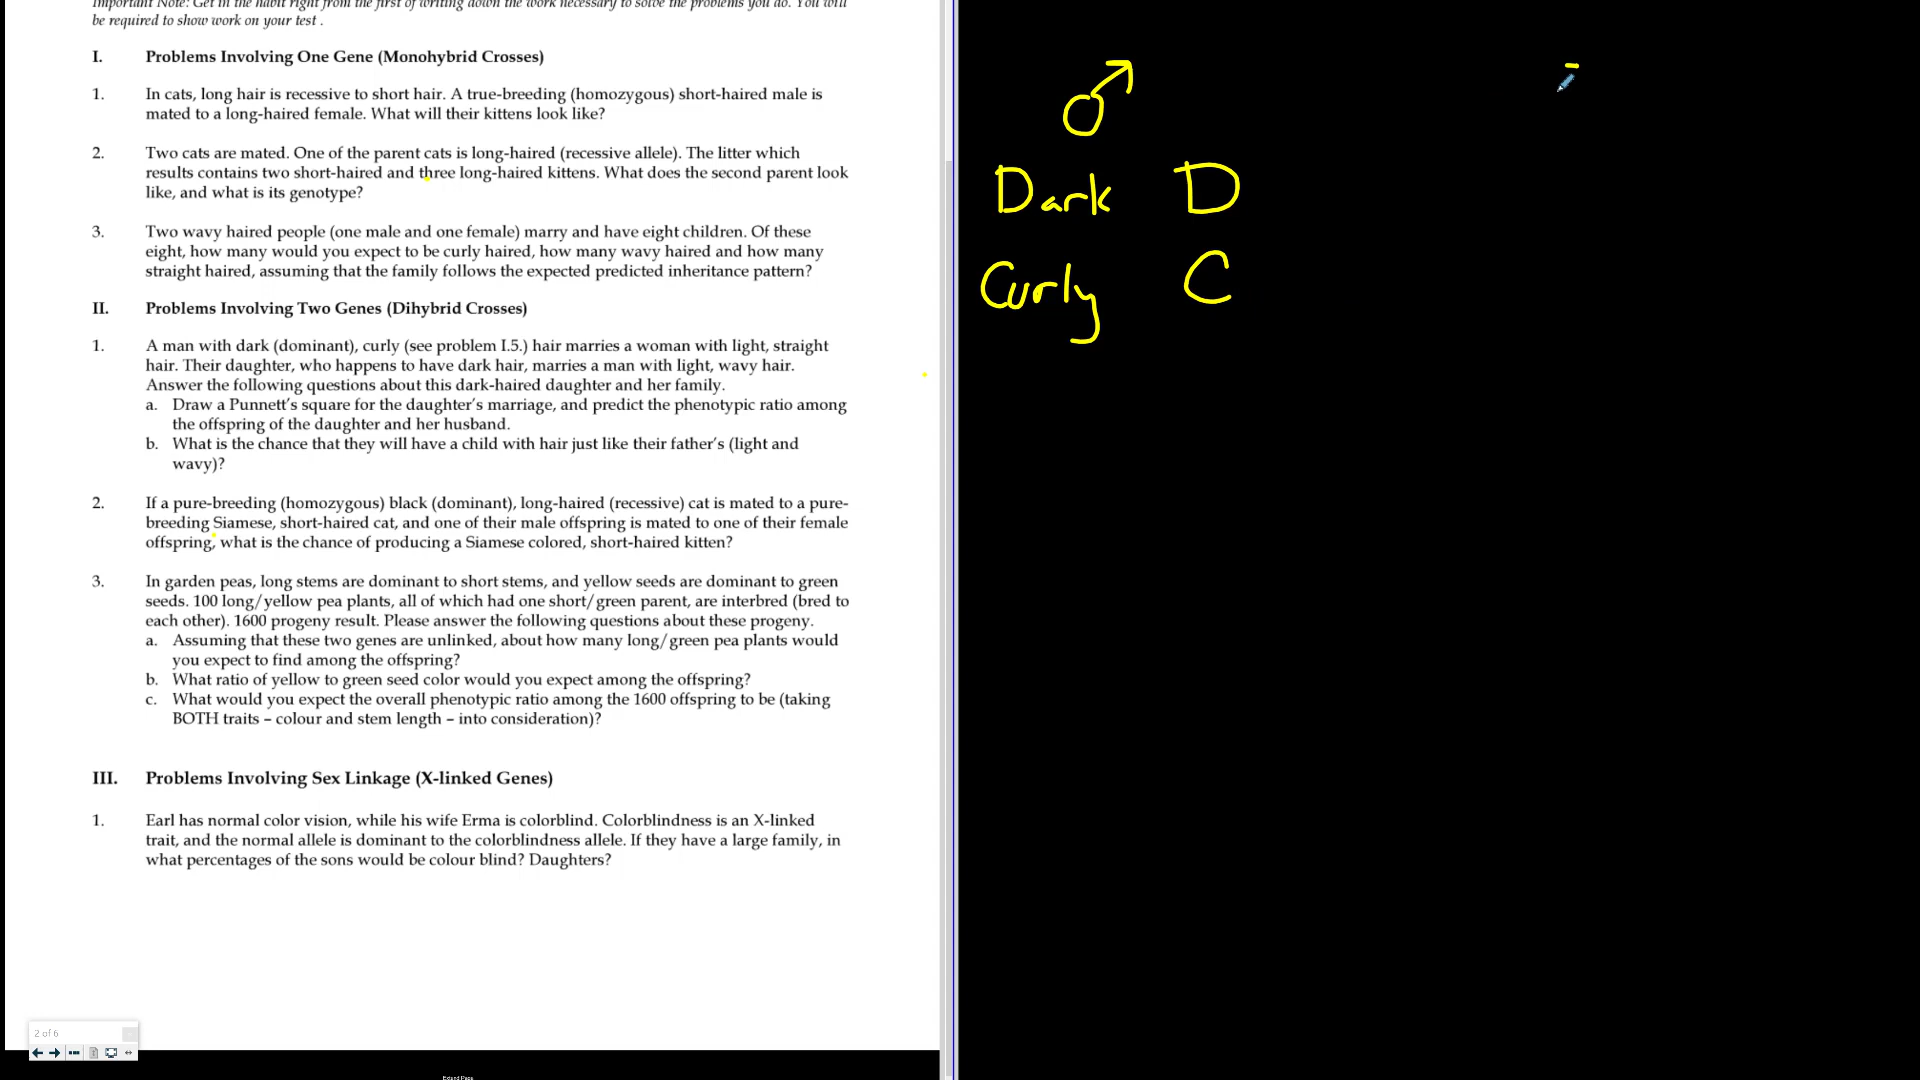 Important Note: Get in the habit right from the first of writing down the work necessary to solve the problems you do. You will
be required to show work on your test .
I. Problems Involving One Gene (Monohybrid Crosses)
1. In cats, long hair is recessive to short hair. A true-breeding (homozygous) short-haired male is
mated to a long-haired female. What will their kittens look like?
2. Two cats are mated. One of the parent cats is long-haired (recessive allele). The litter which
results contains two short-haired and three long-haired kittens. What does the second parent look
like, and what is its genotype?
3. Two wavy haired people (one male and one female) marry and have eight children. Of these
eight, how many would you expect to be curly haired, how many wavy haired and how many
straight haired, assuming that the family follows the expected predicted inheritance pattern?
II. Problems Involving Two Genes (Dihybrid Crosses)
1. A man with dark (dominant), curly (see problem I.5.) hair marries a woman with light, straight
hair. Their daughter, who happens to have dark hair, marries a man with light, wavy hair.
Answer the following questions about this dark-haired daughter and her family.
a. Draw a Punnett's square for the daughter's marriage, and predict the phenotypic ratio among
the offspring of the daughter and her husband.
b. What is the chance that they will have a child with hair just like their father's (light and
wavy)?
2. If a pure-breeding (homozygous) black (dominant), long-haired (recessive) cat is mated to a pure-
breeding Siamese, short-haired cat, and one of their male offspring is mated to one of their female
offspring, what is the chance of producing a Siamese colored, short-haired kitten?
3. In garden peas, long stems are dominant to short stems, and yellow seeds are dominant to green
seeds. 100 long/yellow pea plants, all of which had one short/green parent, are interbred (bred to
each other). 1600 progeny result. Please answer the following questions about these progeny.
a. Assuming that these two genes are unlinked, about how many long/green pea plants would
you expect to find among the offspring?
b. What ratio of yellow to green seed color would you expect among the offspring?
c. What would you expect the overall phenotypic ratio among the 1600 offspring to be (taking
BOTH traits – colour and stem length – into consideration)?
III. Problems Involving Sex Linkage (X-linked Genes)
1. Earl has normal color vision, while his wife Erma is colorblind. Colorblindness is an X-linked
trait, and the normal allele is dominant to the colorblindness allele. If they have a large family, in
what percentages of the sons would be colour blind? Daughters?
2 of 6
Extend Page
♂
Dark D
Curly C